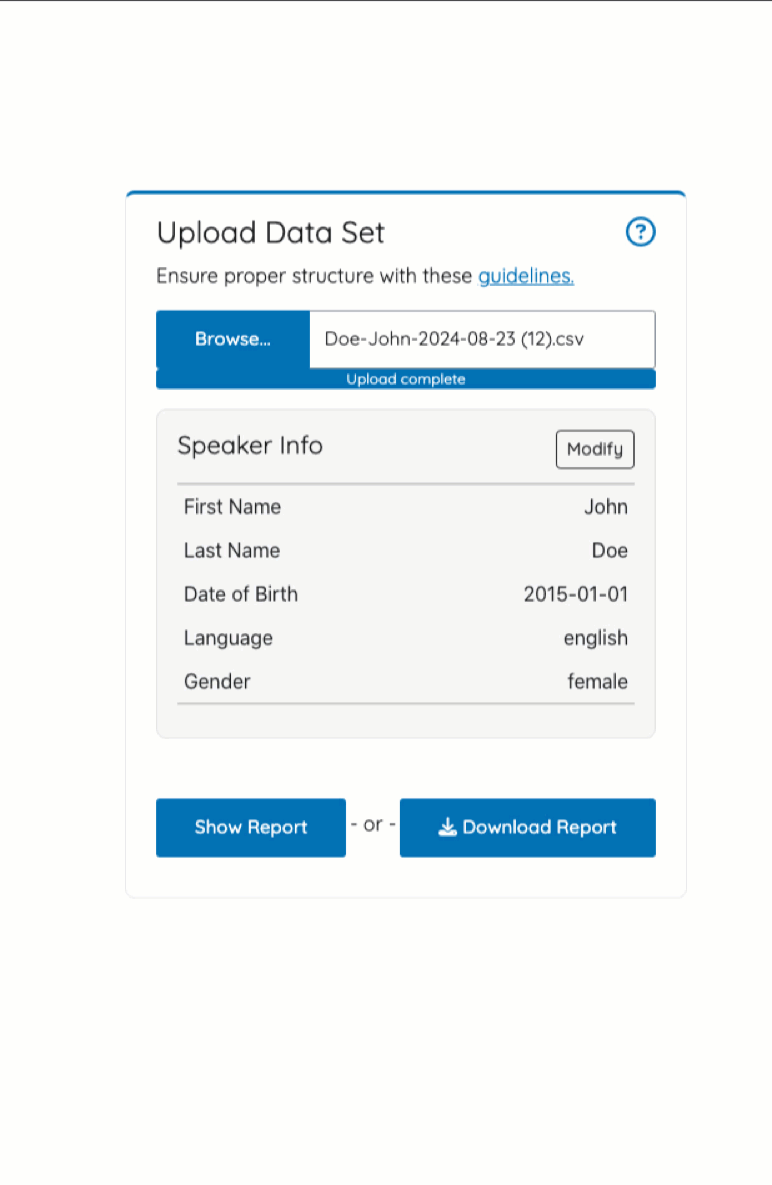 Upload Data Set ?
Ensure proper structure with these guidelines.
Browse... Doe-John-2024-08-23 (12).csv
Upload complete
Speaker Info Modify
First Name John
Last Name Doe
Date of Birth 2015-01-01
Language english
Gender female
Show Report - or - Download Report